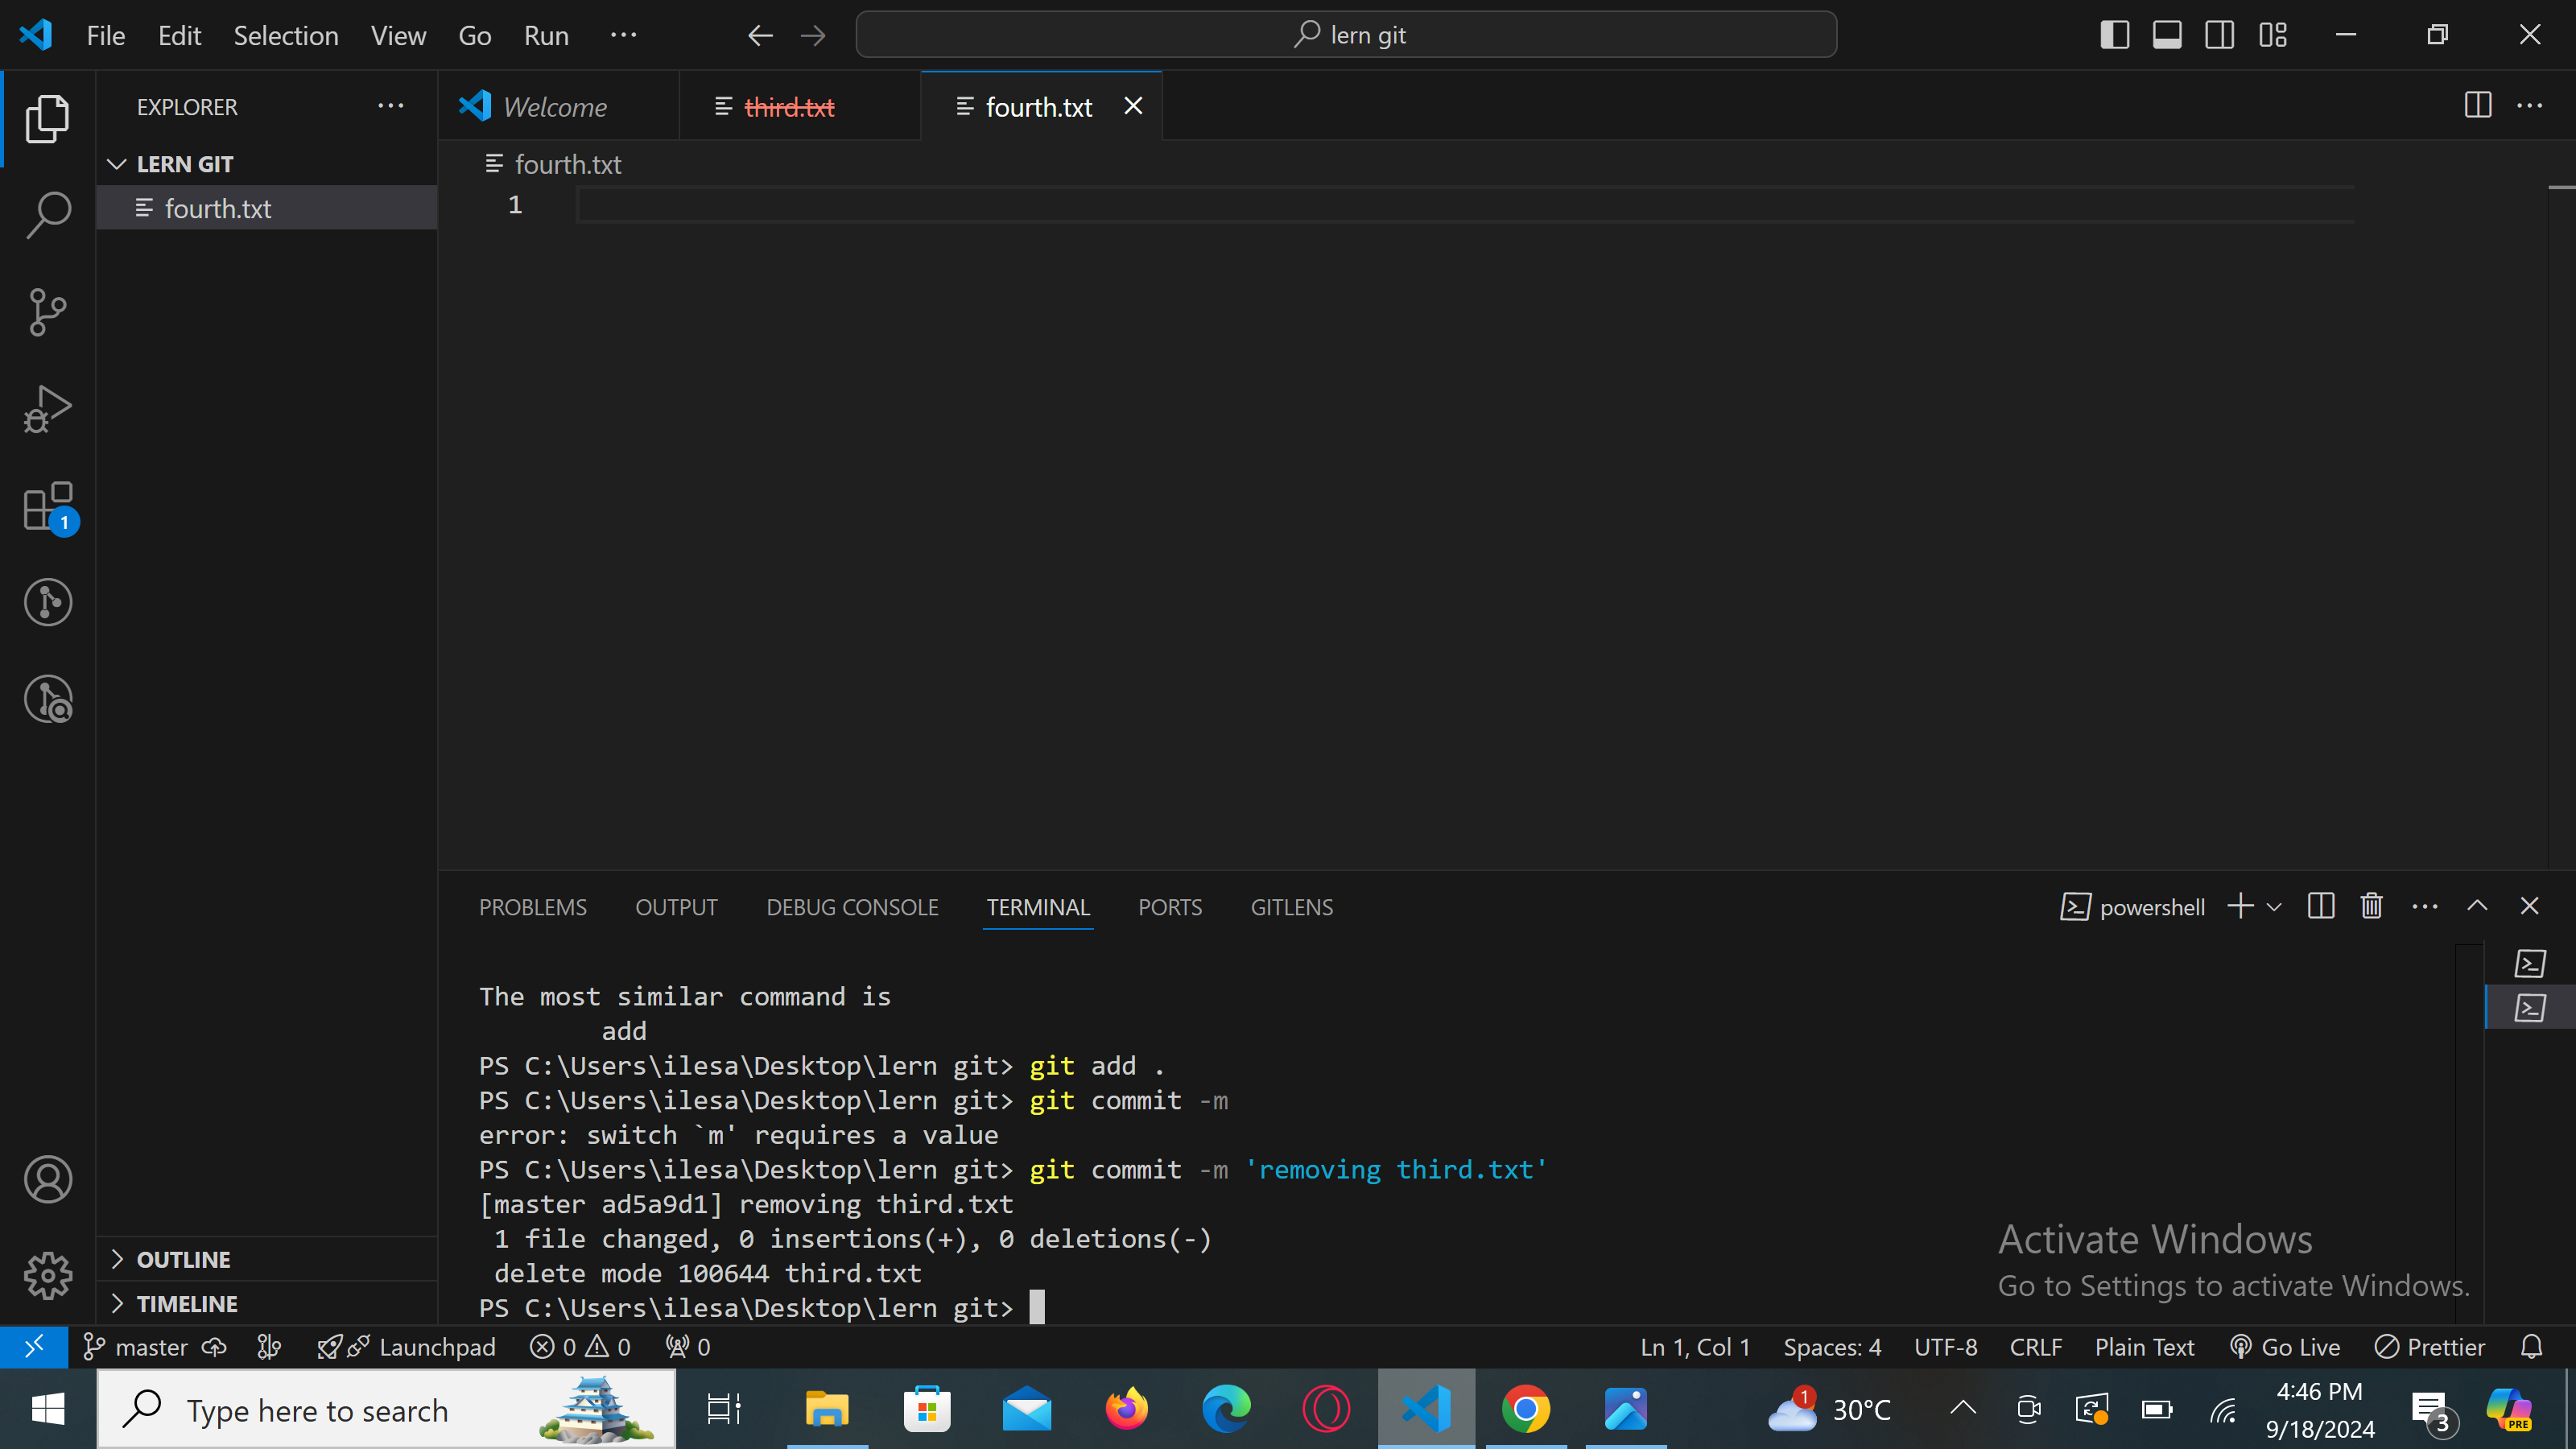 File Edit Selection View Go Run ···
lern git
EXPLORER ···
Welcome
third.txt
fourth.txt
LERN GIT
fourth.txt
fourth.txt
1
1
PROBLEMS OUTPUT DEBUG CONSOLE TERMINAL PORTS GITLENS
powershell
The most similar command is
add
PS C:\Users\ilesa\Desktop\lern git> git add .
PS C:\Users\ilesa\Desktop\lern git> git commit -m
error: switch `m' requires a value
PS C:\Users\ilesa\Desktop\lern git> git commit -m 'removing third.txt'
[master ad5a9d1] removing third.txt
1 file changed, 0 insertions(+), 0 deletions(-)
delete mode 100644 third.txt
PS C:\Users\ilesa\Desktop\lern git>
Activate Windows
Go to Settings to activate Windows.
OUTLINE
TIMELINE
master Launchpad 0 0 0 Ln 1, Col 1 Spaces: 4 UTF-8 CRLF Plain Text Go Live Prettier
Type here to search
1 30°C
4:46 PM
9/18/2024
3
PRE